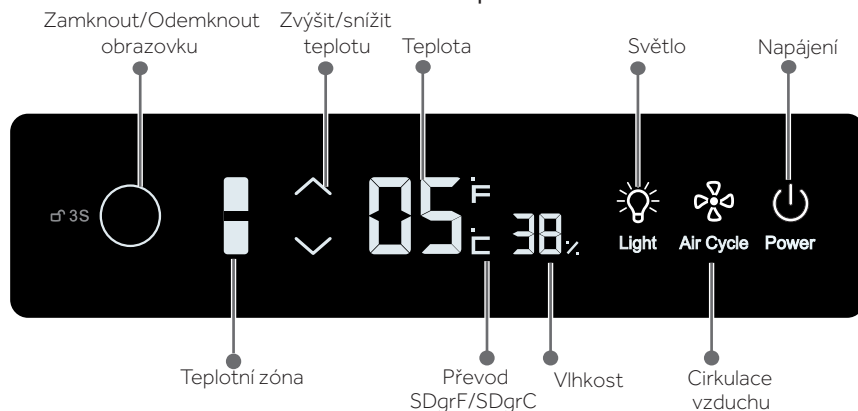 Zamknout/Odemknout
obrazovku
Zvýšit/snížit
teplotu
Teplota
Světlo
Napájení
3S
05
°F
°C
38%
Light
Air Cycle
Power
Teplotní zóna
Převod
SDgrF/SDgrC
Vlhkost
Cirkulace
vzduchu